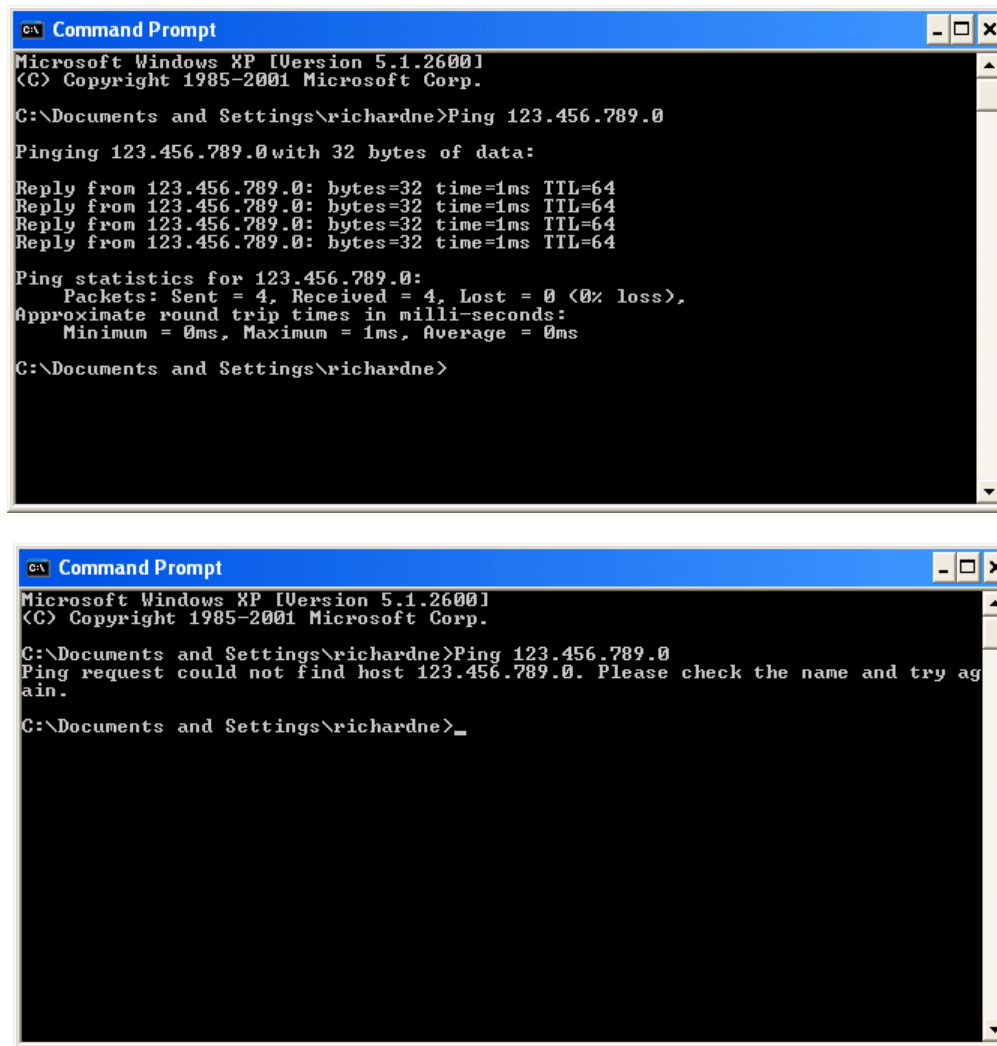 Command Prompt
Microsoft Windows XP [Version 5.1.2600]
(C) Copyright 1985-2001 Microsoft Corp.
C:\Documents and Settings\richardne>Ping 123.456.789.0
Pinging 123.456.789.0 with 32 bytes of data:
Reply from 123.456.789.0: bytes=32 time=1ms TTL=64
Reply from 123.456.789.0: bytes=32 time=1ms TTL=64
Reply from 123.456.789.0: bytes=32 time=1ms TTL=64
Reply from 123.456.789.0: bytes=32 time=1ms TTL=64
Ping statistics for 123.456.789.0:
Packets: Sent = 4, Received = 4, Lost = 0 (0% loss),
Approximate round trip times in milli-seconds:
Minimum = 0ms, Maximum = 1ms, Average = 0ms
C:\Documents and Settings\richardne>
Command Prompt
Microsoft Windows XP [Version 5.1.2600]
(C) Copyright 1985-2001 Microsoft Corp.
C:\Documents and Settings\richardne>Ping 123.456.789.0
Ping request could not find host 123.456.789.0. Please check the name and try ag
ain.
C:\Documents and Settings\richardne>_